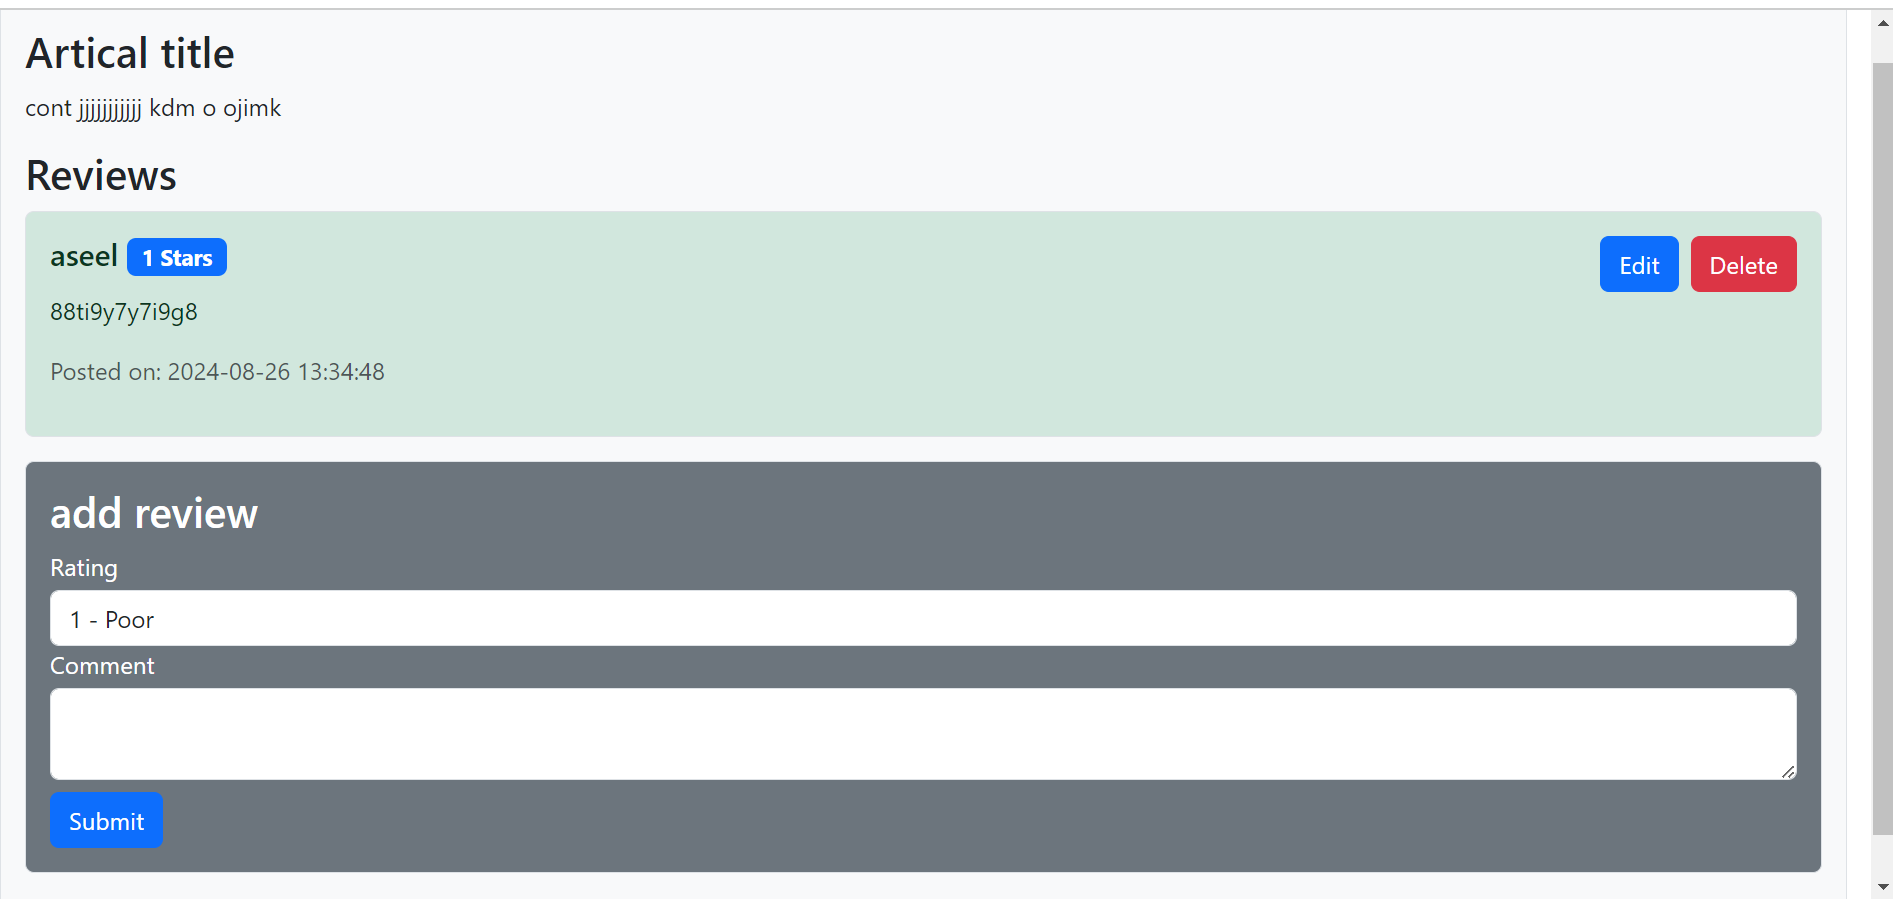 Artical title
cont jjjjjjjjjjj kdm o ojimk
Reviews
aseel 1 Stars Edit Delete
88ti9y7y7i9g8
Posted on: 2024-08-26 13:34:48
add review
Rating
1 - Poor
Comment
Submit